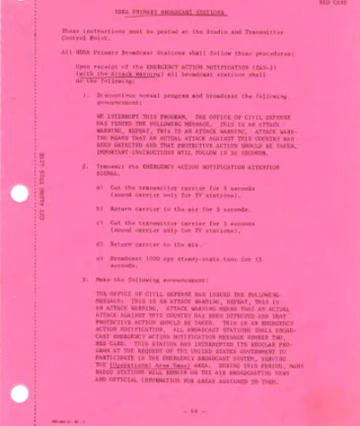 RED CARD
NDEA PRIMARY BROADCAST STATIONS
These instructions must be posted at the Studio and Transmitter
Control Point.
All NDEA Primary Broadcast Stations shall follow these procedures:
Upon receipt of the EMERGENCY ACTION NOTIFICATION (EAN-1)
(with the Attack Warning) all broadcast stations shall
do the following:
1. Discontinue normal program and broadcast the following
announcement:
WE INTERRUPT THIS PROGRAM. THE OFFICE OF CIVIL DEFENSE
HAS ISSUED THE FOLLOWING MESSAGE. THIS IS AN ATTACK
WARNING, REPEAT, THIS IS AN ATTACK WARNING. ATTACK WARN-
ING MEANS THAT AN ACTUAL ATTACK AGAINST THIS COUNTRY HAS
BEEN DETECTED AND THAT PROTECTIVE ACTION SHOULD BE TAKEN.
IMPORTANT INSTRUCTIONS WILL FOLLOW IN 30 SECONDS.
2. Transmit the EMERGENCY ACTION NOTIFICATION ATTENTION
SIGNAL.
a) Cut the transmitter carrier for 5 seconds
(sound carrier only for TV stations).
b) Return carrier to the air for 5 seconds.
c) Cut the transmitter carrier for 5 seconds
(sound carrier only for TV stations).
d) Return carrier to the air.
e) Broadcast 1000 cps steady-state tone for 15
seconds.
3. Make the following announcement:
THE OFFICE OF CIVIL DEFENSE HAS ISSUED THE FOLLOWING
MESSAGE: THIS IS AN ATTACK WARNING, REPEAT, THIS IS
AN ATTACK WARNING. ATTACK WARNING MEANS THAT AN ACTUAL
ATTACK AGAINST THIS COUNTRY HAS BEEN DETECTED AND THAT
PROTECTIVE ACTION SHOULD BE TAKEN. THIS IS AN EMERGENCY
ACTION NOTIFICATION. ALL BROADCAST STATIONS SHALL BROAD-
CAST EMERGENCY ACTION NOTIFICATION MESSAGE NUMBER TWO,
RED CARD. THIS STATION HAS INTERRUPTED ITS REGULAR PRO-
GRAM AT THE REQUEST OF THE UNITED STATES GOVERNMENT TO
PARTICIPATE IN THE EMERGENCY BROADCAST SYSTEM, SERVING
THE (Operational Area Name) AREA. DURING THIS PERIOD, MANY
RADIO STATIONS WILL REMAIN ON THE AIR BROADCASTING NEWS
AND OFFICIAL INFORMATION FOR AREAS ASSIGNED TO THEM.
CUT ALONG THIS LINE